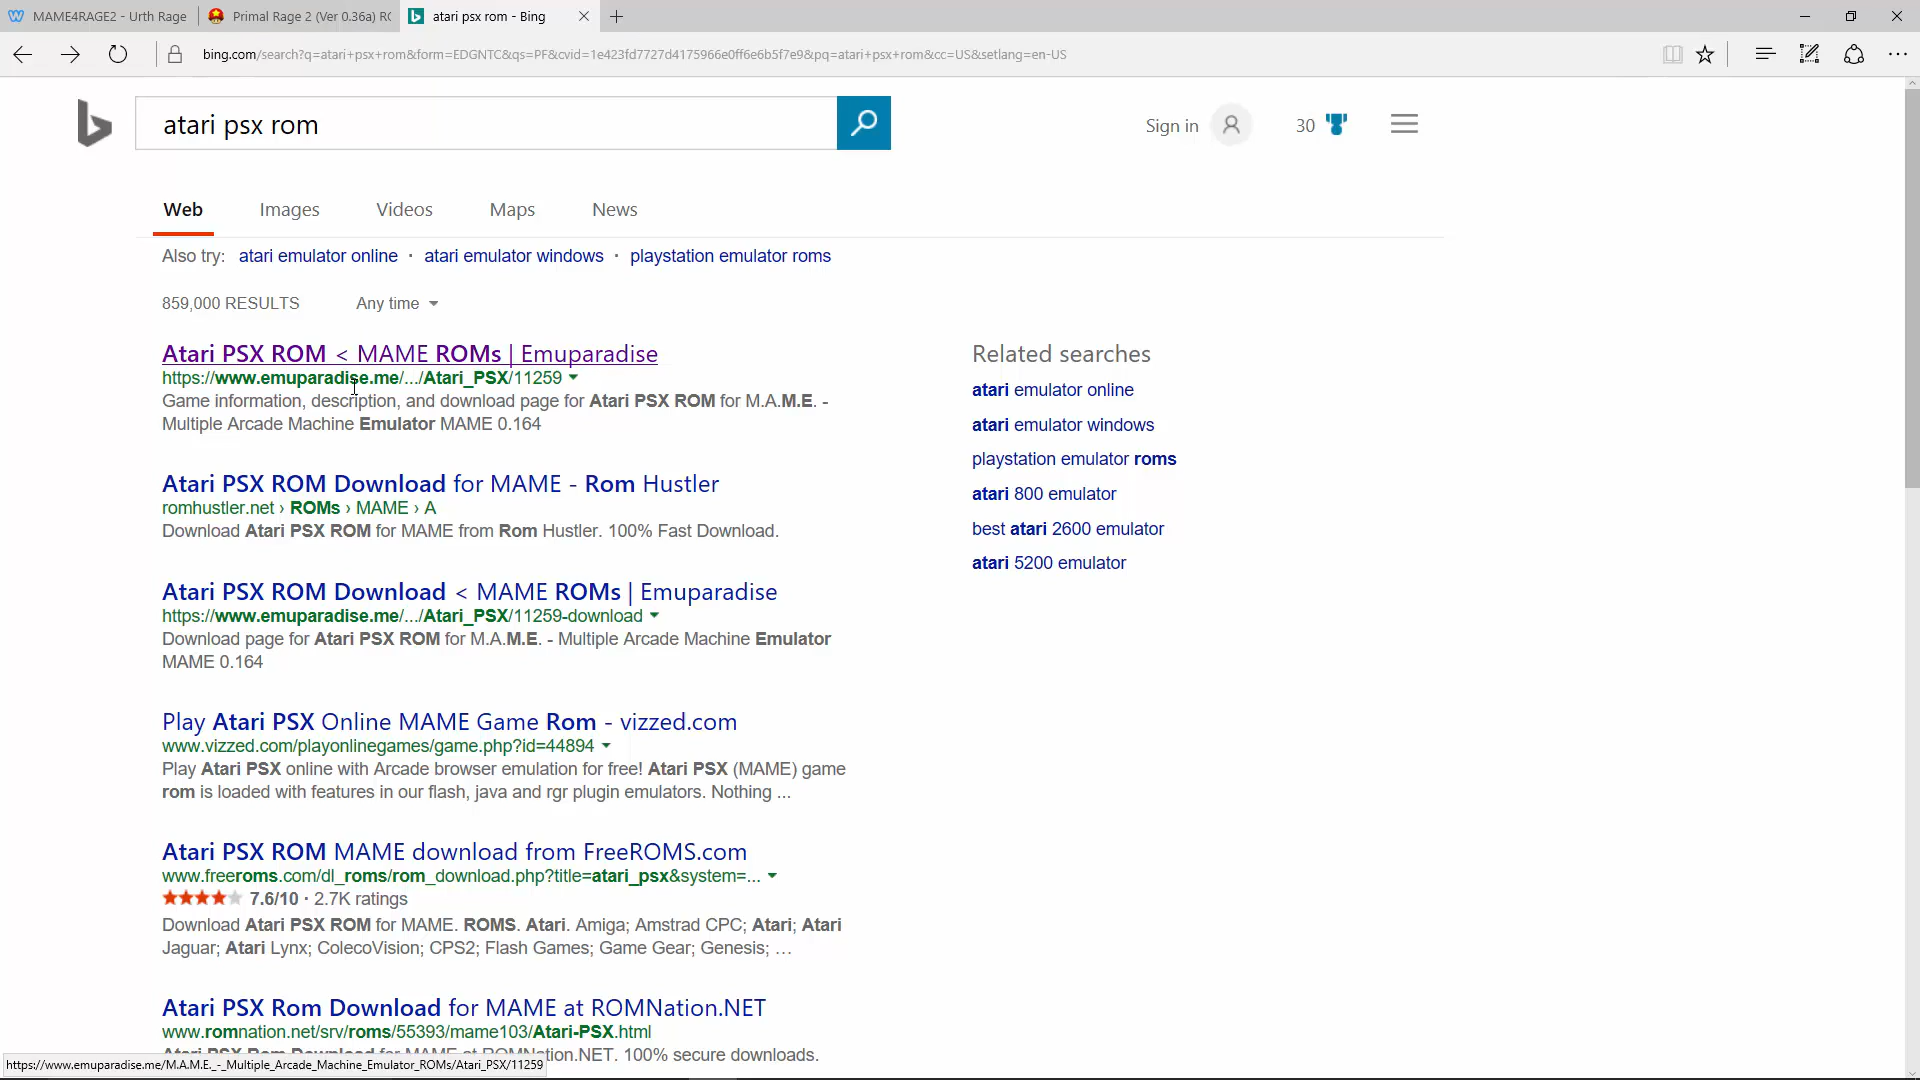 MAME4RAGE2 - Urth Rage
Primal Rage 2 (Ver 0.36a) RO
atari psx rom - Bing
bing.com/search?q=atari+psx+rom&form=EDGNTC&qs=PF&cvid=1e423fd7727d4175966e0ff6e6b5f7e9&pq=atari+psx+rom&cc=US&setlang=en-US
atari psx rom
Sign in
30
Web
Images
Videos
Maps
News
Also try: atari emulator online · atari emulator windows · playstation emulator roms
859,000 RESULTS
Any time
Atari PSX ROM < MAME ROMs | Emuparadise
https://www.emuparadise.me/.../Atari_PSX/11259
Game information, description, and download page for Atari PSX ROM for M.A.M.E. -
Multiple Arcade Machine Emulator MAME 0.164
Atari PSX ROM Download for MAME - Rom Hustler
romhustler.net › ROMs › MAME › A
Download Atari PSX ROM for MAME from Rom Hustler. 100% Fast Download.
Atari PSX ROM Download < MAME ROMs | Emuparadise
https://www.emuparadise.me/.../Atari_PSX/11259-download
Download page for Atari PSX ROM for M.A.M.E. - Multiple Arcade Machine Emulator
MAME 0.164
Play Atari PSX Online MAME Game Rom - vizzed.com
www.vizzed.com/playonlinegames/game.php?id=44894
Play Atari PSX online with Arcade browser emulation for free! Atari PSX (MAME) game
rom is loaded with features in our flash, java and rgr plugin emulators. Nothing ...
Atari PSX ROM MAME download from FreeROMS.com
www.freeroms.com/dl_roms/rom_download.php?title=atari_psx&system=...
7.6/10 · 2.7K ratings
Download Atari PSX ROM for MAME. ROMS. Atari. Amiga; Amstrad CPC; Atari; Atari
Jaguar; Atari Lynx; ColecoVision; CPS2; Flash Games; Game Gear; Genesis; …
Atari PSX Rom Download for MAME at ROMNation.NET
www.romnation.net/srv/roms/55393/mame103/Atari-PSX.html
Atari PSX Rom Download for MAME at ROMNation.NET. 100% secure downloads.
https://www.emuparadise.me/M.A.M.E._-_Multiple_Arcade_Machine_Emulator_ROMs/Atari_PSX/11259
Related searches
atari emulator online
atari emulator windows
playstation emulator roms
atari 800 emulator
best atari 2600 emulator
atari 5200 emulator